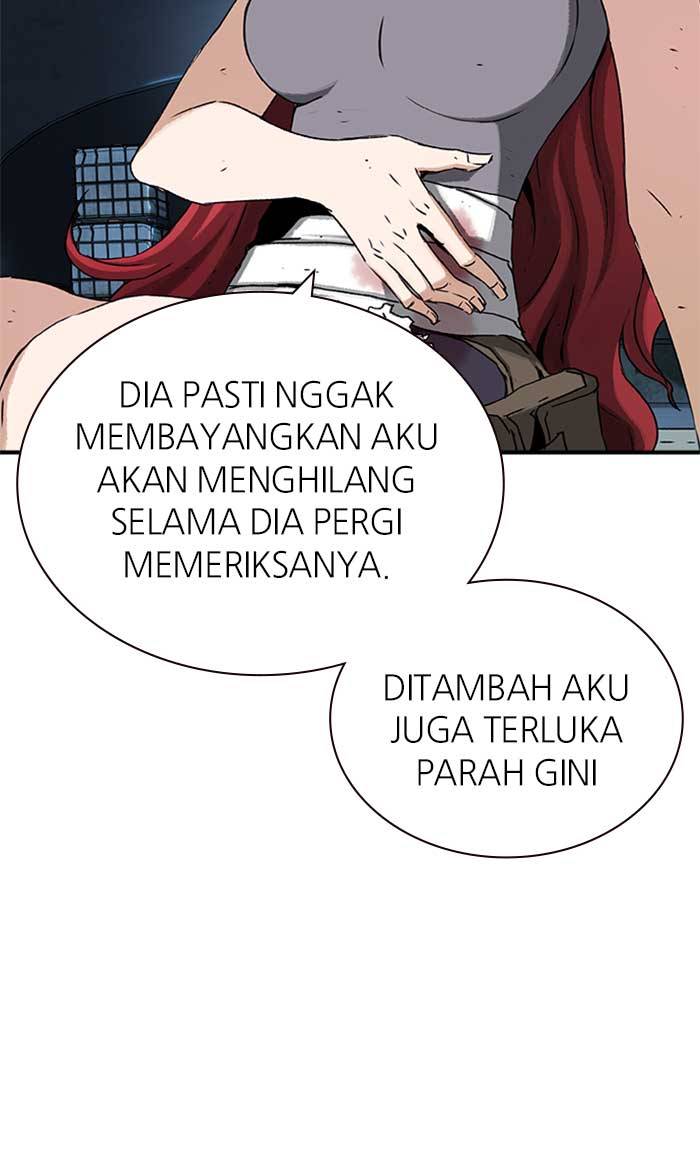 DIA PASTI NGGAK
MEMBAYANGKAN AKU
AKAN MENGHILANG
SELAMA DIA PERGI
MEMERIKSANYA.
DITAMBAH AKU
JUGA TERLUKA
PARAH GINI